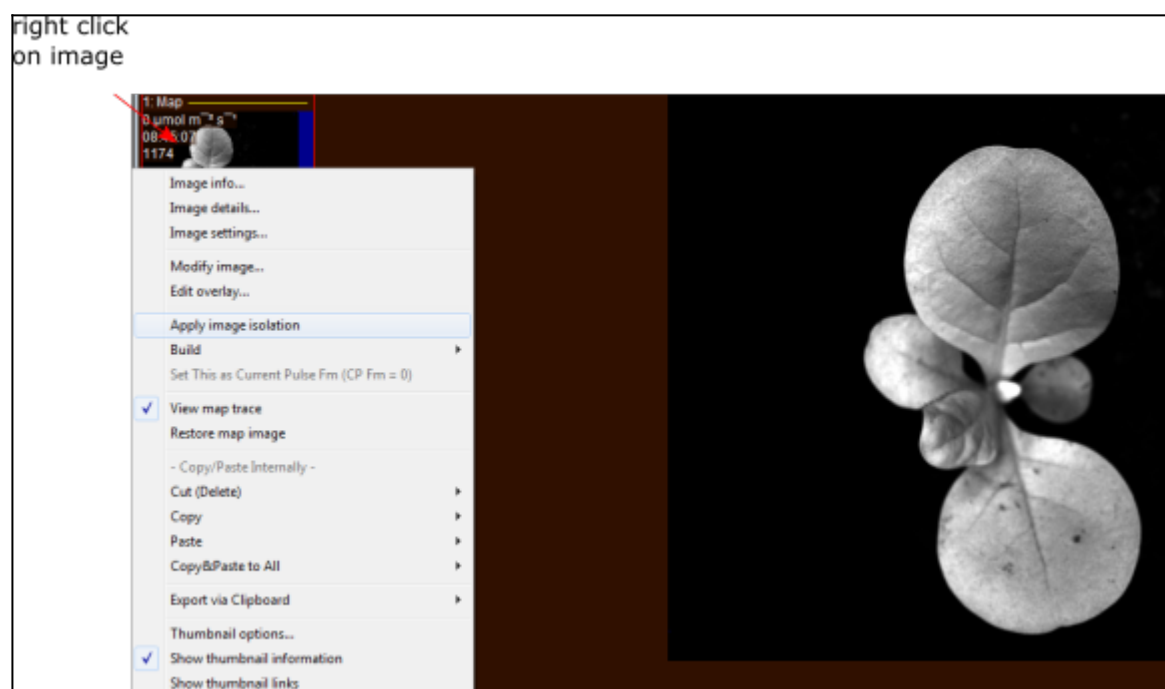 right click
on image
1: Map
0 µmol m⁻² s⁻¹
08:45:07
1174
Image info...
Image details...
Image settings...
Modify image...
Edit overlay...
Apply image isolation
Build
Set This as Current Pulse Fm (CP Fm = 0)
View map trace
Restore map image
- Copy/Paste Internally -
Cut (Delete)
Copy
Paste
Copy&Paste to All
Export via Clipboard
Thumbnail options...
Show thumbnail information
Show thumbnail links